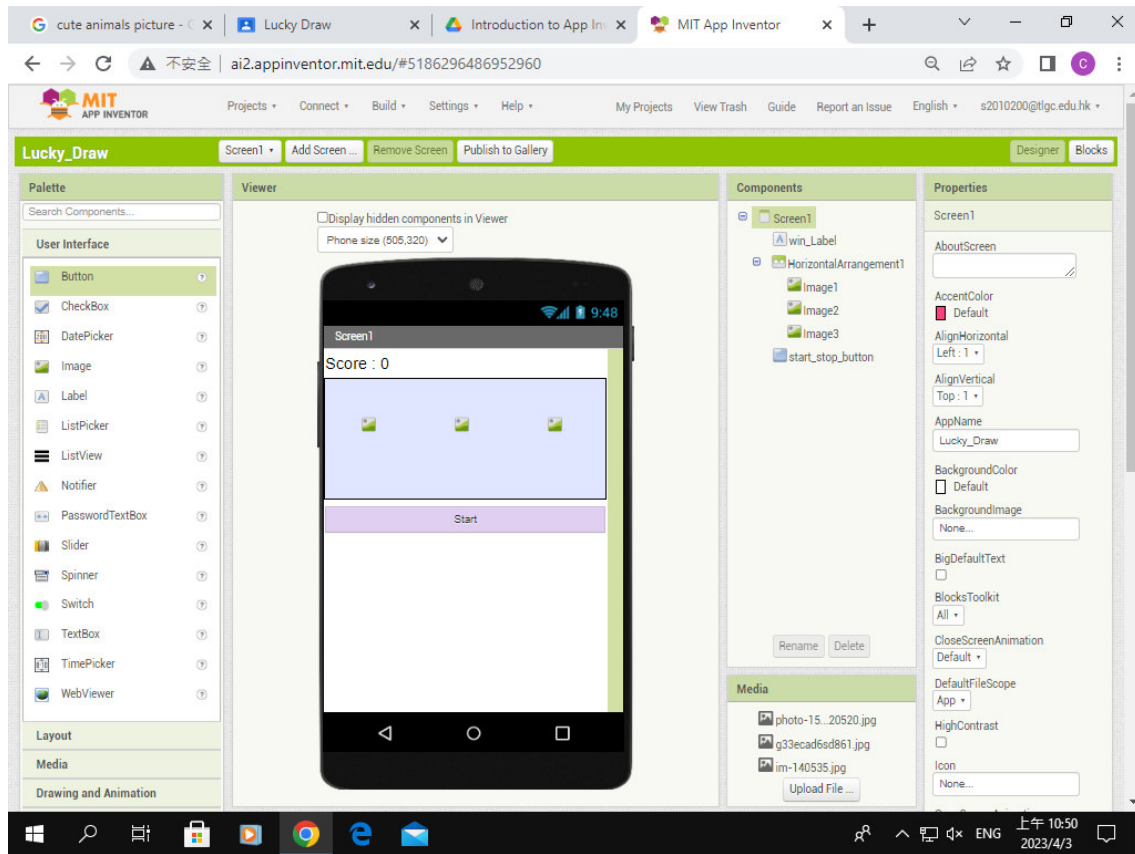 cute animals picture - G
Lucky Draw
Introduction to App Inv
MIT App Inventor
不安全 | ai2.appinventor.mit.edu/#5186296486952960
C
MIT
APP INVENTOR
Projects Connect Build Settings Help My Projects View Trash Guide Report an Issue English s2010200@tlgc.edu.hk
Lucky_Draw
Screen1 Add Screen ... Remove Screen Publish to Gallery Designer Blocks
Palette
Search Components...
User Interface
Button
CheckBox
DatePicker
Image
Label
ListPicker
ListView
Notifier
PasswordTextBox
Slider
Spinner
Switch
TextBox
TimePicker
WebViewer
Layout
Media
Drawing and Animation
Viewer
Display hidden components in Viewer
Phone size (505,320)
9:48
Screen1
Score : 0
Start
Components
Screen1
win_Label
HorizontalArrangement1
Image1
Image2
Image3
start_stop_button
Rename Delete
Media
photo-15...20520.jpg
g33ecad6sd861.jpg
im-140535.jpg
Upload File ...
Properties
Screen1
AboutScreen
AccentColor
Default
AlignHorizontal
Left : 1
AlignVertical
Top : 1
AppName
Lucky_Draw
BackgroundColor
Default
BackgroundImage
None...
BigDefaultText
BlocksToolkit
All
CloseScreenAnimation
Default
DefaultFileScope
App
HighContrast
Icon
None...
ENG
上午 10:50
2023/4/3